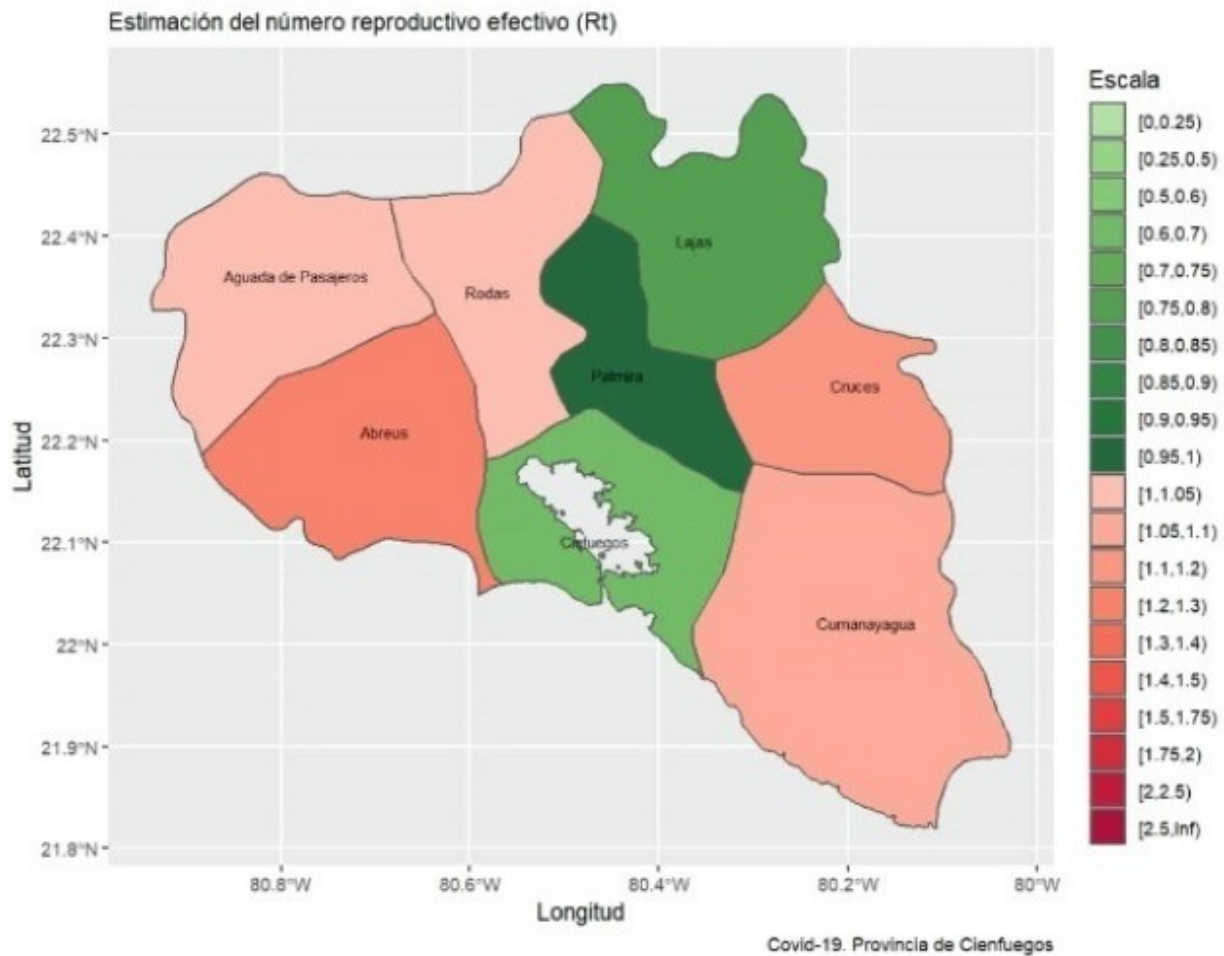 Estimación del número reproductivo efectivo (Rt)
Escala
[0,0.25)
[0.25,0.5)
[0.5,0.6)
[0.6,0.7)
[0.7,0.75)
[0.75,0.8)
[0.8,0.85)
[0.85,0.9)
[0.9,0.95)
[0.95,1)
[1,1.05)
[1.05,1.1)
[1.1,1.2)
[1.2,1.3)
[1.3,1.4)
[1.4,1.5)
[1.5,1.75)
[1.75,2)
[2,2.5)
[2.5,Inf)
22.5°N
22.4°N
22.3°N
22.2°N
22.1°N
22°N
21.9°N
21.8°N
Latitud
Lajas
Aguada de Pasajeros
Rodas
Palmira
Cruces
Abreus
Cienfuegos
Cumanayagua
80.8°W
80.6°W
80.4°W
80.2°W
80°W
Longitud
Covid-19. Provincia de Cienfuegos